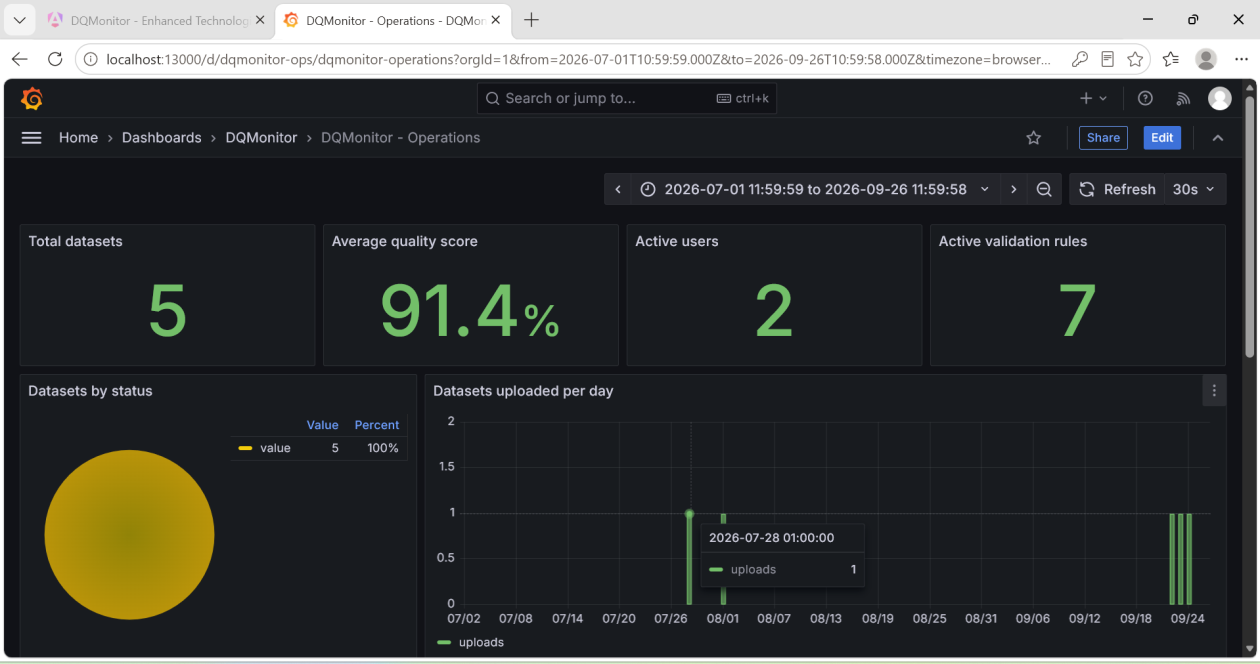 DQMonitor - Enhanced Technolog
DQMonitor - Operations - DQMon
localhost:13000/d/dqmonitor-ops/dqmonitor-operations?orgId=1&from=2026-07-01T10:59:59.000Z&to=2026-09-26T10:59:58.000Z&timezone=browser...
Search or jump to... ctrl+k
Home › Dashboards › DQMonitor › DQMonitor - Operations
Share Edit
2026-07-01 11:59:59 to 2026-09-26 11:59:58 Refresh 30s
Total datasets
5
Average quality score
91.4%
Active users
2
Active validation rules
7
Datasets by status
Value Percent
value 5 100%
Datasets uploaded per day
2
1.5
1
0.5
0
2026-07-28 01:00:00
uploads 1
07/02 07/08 07/14 07/20 07/26 08/01 08/07 08/13 08/19 08/25 08/31 09/06 09/12 09/18 09/24
uploads